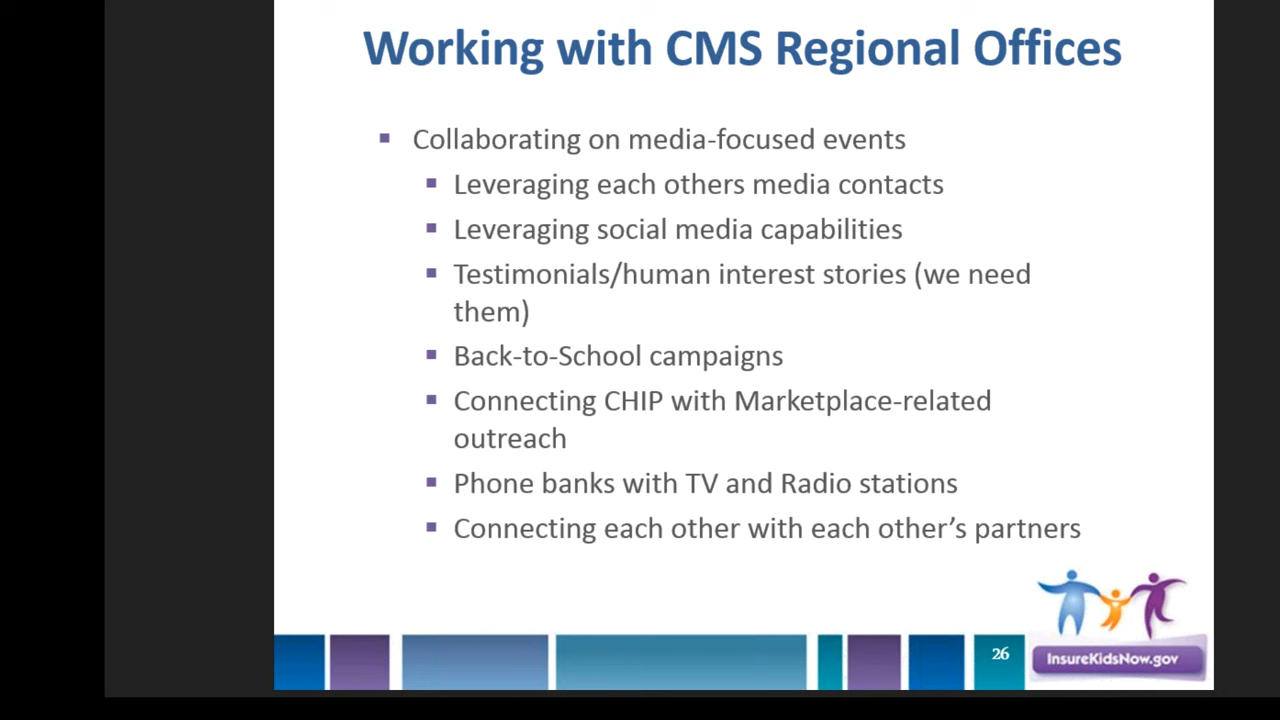 Working with CMS Regional Offices
Collaborating on media-focused events
Leveraging each others media contacts
Leveraging social media capabilities
Testimonials/human interest stories (we need
them)
Back-to-School campaigns
Connecting CHIP with Marketplace-related
outreach
Phone banks with TV and Radio stations
Connecting each other with each other’s partners
26
InsureKidsNow.gov